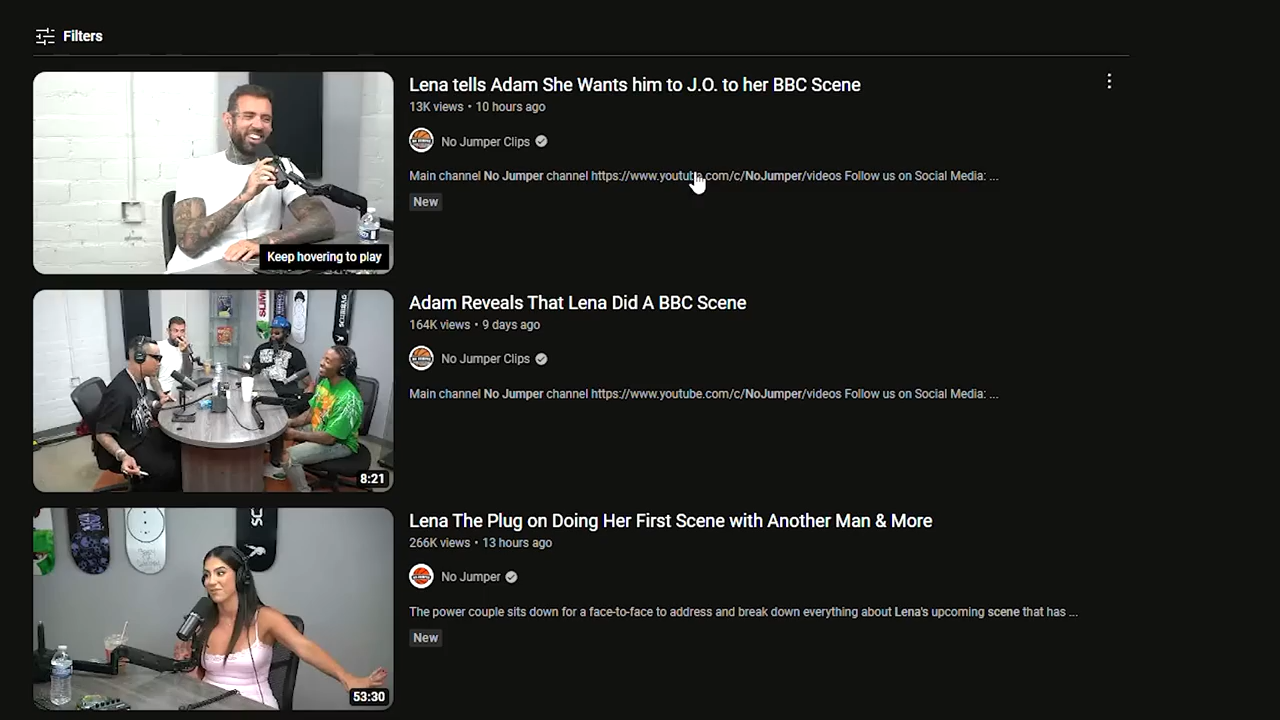 Filters
Lena tells Adam She Wants him to J.O. to her BBC Scene
13K views • 10 hours ago
No Jumper Clips
Main channel No Jumper channel https://www.youtube.com/c/NoJumper/videos Follow us on Social Media: ...
New
Keep hovering to play
Adam Reveals That Lena Did A BBC Scene
164K views • 9 days ago
No Jumper Clips
Main channel No Jumper channel https://www.youtube.com/c/NoJumper/videos Follow us on Social Media: ...
8:21
Lena The Plug on Doing Her First Scene with Another Man & More
266K views • 13 hours ago
No Jumper
The power couple sits down for a face-to-face to address and break down everything about Lena's upcoming scene that has ...
New
53:30